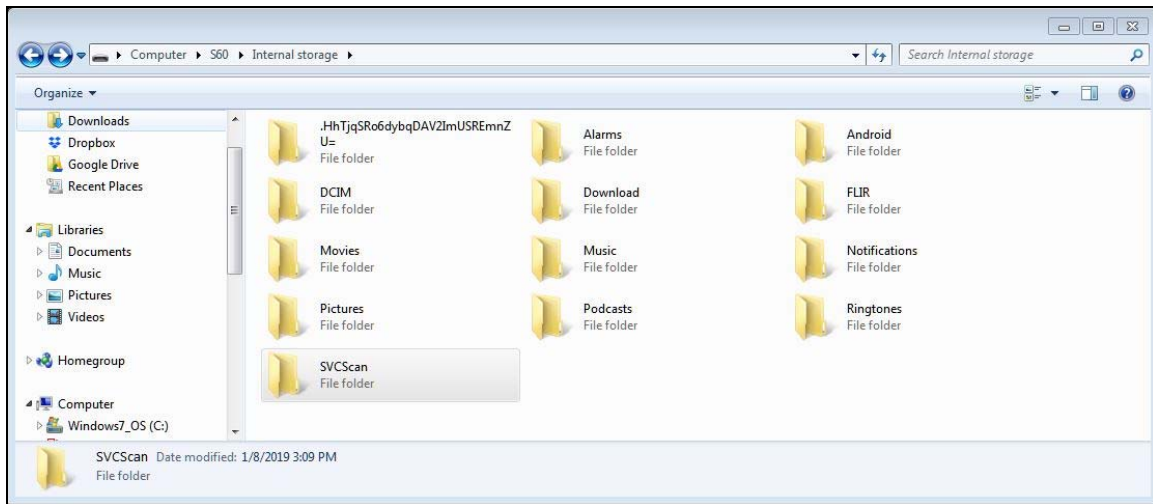 Computer S60 Internal storage
Search Internal storage
Organize
Downloads
Dropbox
Google Drive
Recent Places
Libraries
Documents
Music
Pictures
Videos
Homegroup
Computer
Windows7_OS (C:)
.HhTjqSRo6dybqDAV2ImUSREmnZ
U=
File folder
Alarms
File folder
Android
File folder
DCIM
File folder
Download
File folder
FLIR
File folder
Movies
File folder
Music
File folder
Notifications
File folder
Pictures
File folder
Podcasts
File folder
Ringtones
File folder
SVCScan
File folder
SVCScan Date modified: 1/8/2019 3:09 PM
File folder